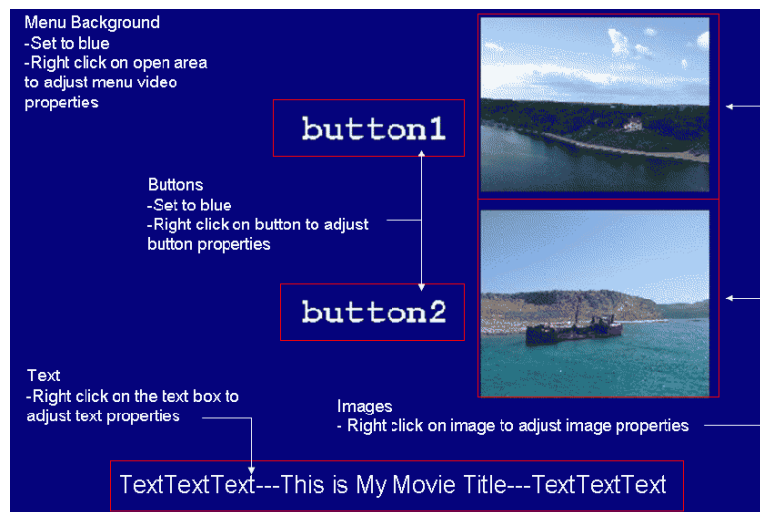 Menu Background
-Set to blue
-Right click on open area
to adjust menu video
properties
button1
Buttons
-Set to blue
-Right click on button to adjust
button properties
button2
Text
-Right click on the text box to
adjust text properties
Images
- Right click on image to adjust image properties
TextTextText---This is My Movie Title---TextTextText